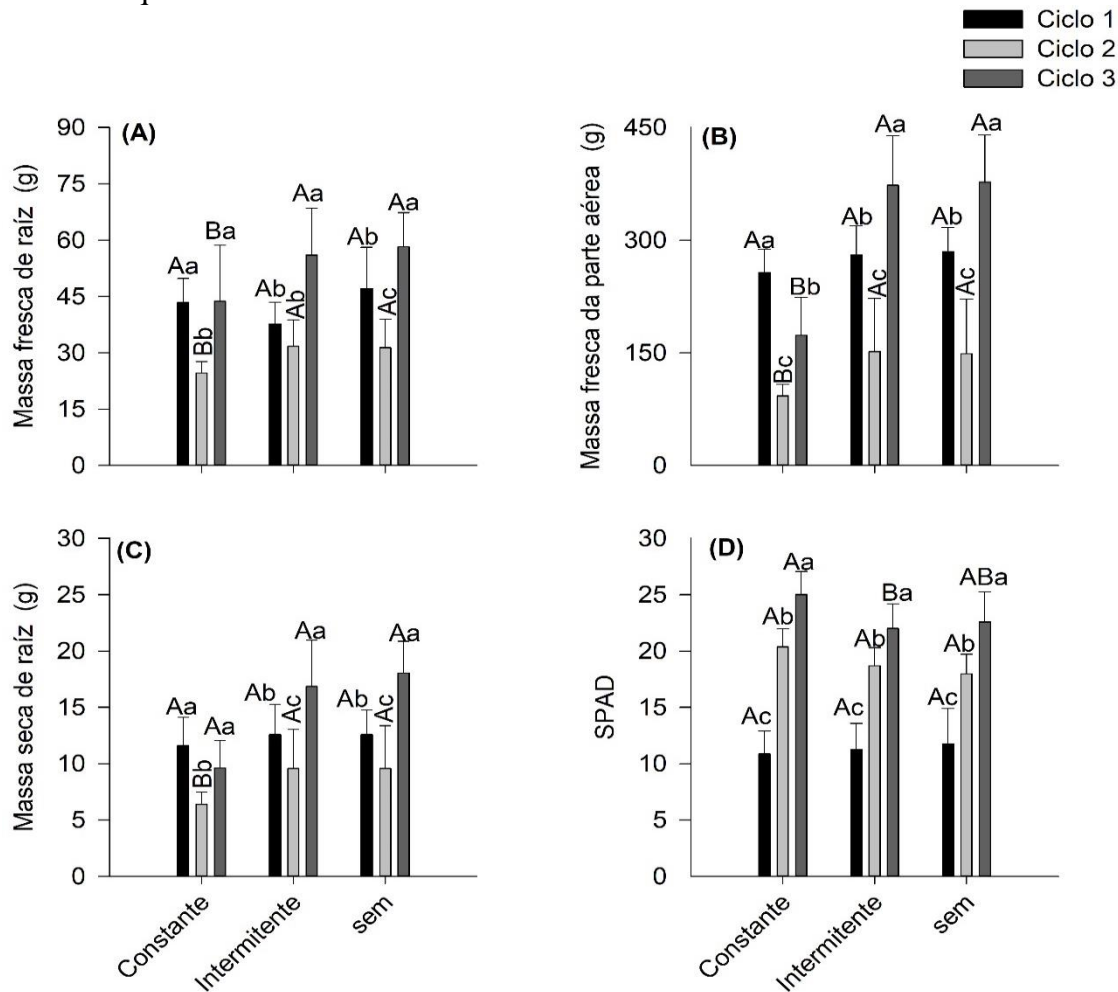 Ciclo 1
Ciclo 2
Ciclo 3
(A)
Massa fresca de raíz (g)
90
75
60
45
30
15
0
Aa
Bb
Ba
Ab
Ab
Aa
Ab
Ac
Aa
(B)
Massa fresca da parte aérea (g)
450
300
150
0
Aa
Bc
Bb
Ab
Ac
Aa
Ab
Ac
Aa
(C)
Massa seca de raíz (g)
30
25
20
15
10
5
0
Aa
Bb
Aa
Ab
Ac
Aa
Ab
Ac
Aa
Constante
Intermitente
sem
(D)
SPAD
30
25
20
15
10
5
0
Ac
Ab
Aa
Ac
Ab
Ba
Ac
Ab
ABa
Constante
Intermitente
sem